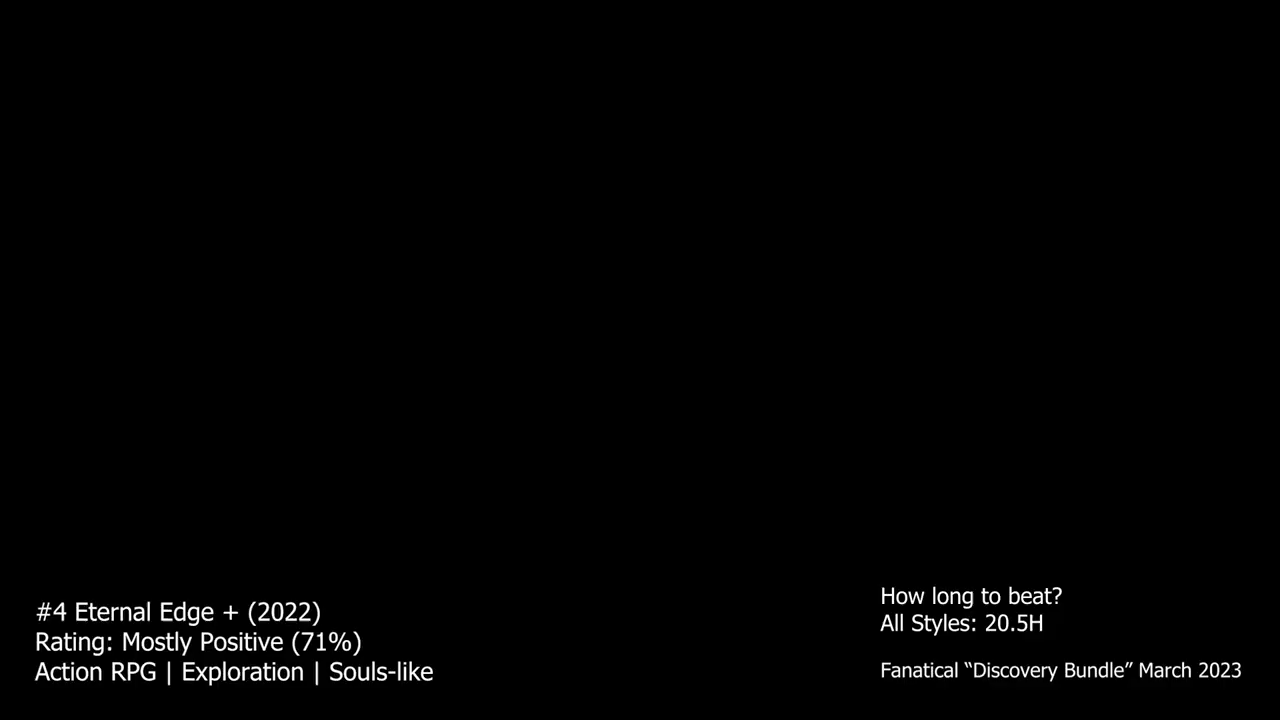 #4 Eternal Edge + (2022)
Rating: Mostly Positive (71%)
Action RPG | Exploration | Souls-like
How long to beat?
All Styles: 20.5H
Fanatical “Discovery Bundle” March 2023